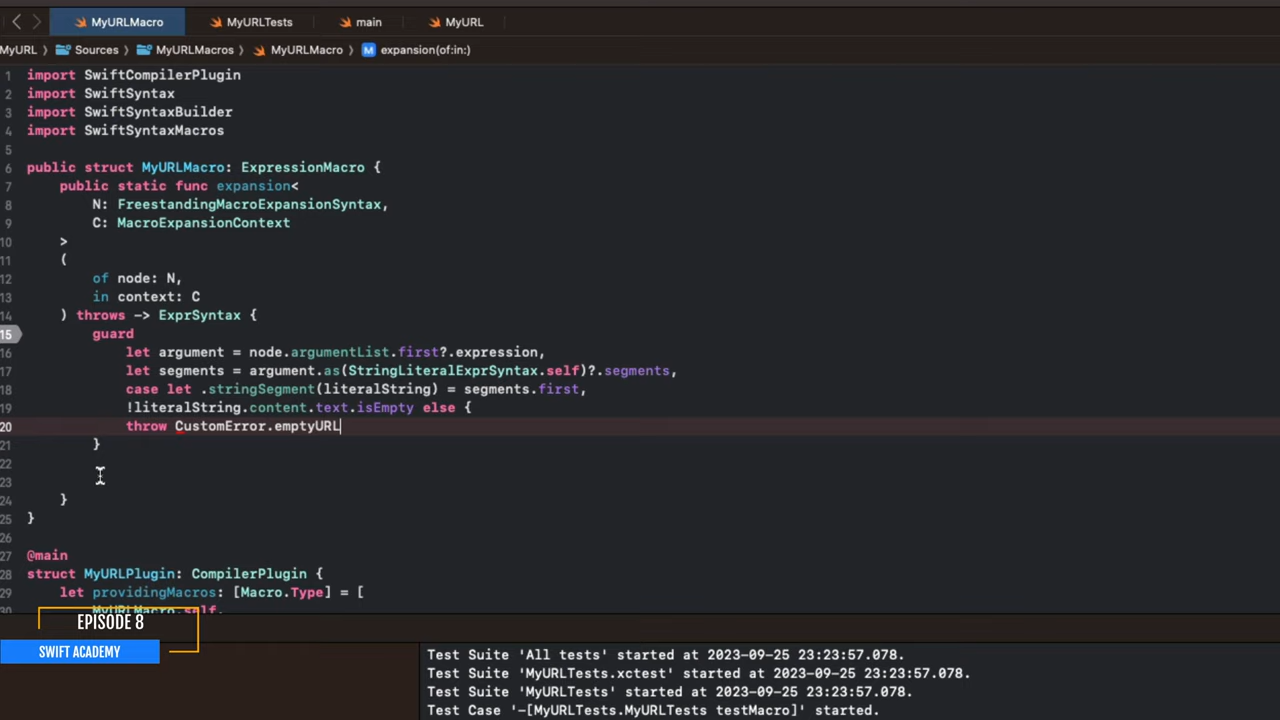 MyURLMacro MyURLTests main MyURL
MyURL Sources MyURLMacros MyURLMacro M expansion(of:in:)
1 import SwiftCompilerPlugin
2 import SwiftSyntax
3 import SwiftSyntaxBuilder
4 import SwiftSyntaxMacros
5
6 public struct MyURLMacro: ExpressionMacro {
7 public static func expansion<
8 N: FreestandingMacroExpansionSyntax,
9 C: MacroExpansionContext
10 >
11 (
12 of node: N,
13 in context: C
14 ) throws -> ExprSyntax {
15 guard
16 let argument = node.argumentList.first?.expression,
17 let segments = argument.as(StringLiteralExprSyntax.self)?.segments,
18 case let .stringSegment(literalString) = segments.first,
19 !literalString.content.text.isEmpty else {
20 throw CustomError.emptyURL
21 }
22
23
24 }
25 }
26
27 @main
28 struct MyURLPlugin: CompilerPlugin {
29 let providingMacros: [Macro.Type] = [
30 MyURLMacro.self,
EPISODE 8
SWIFT ACADEMY
Test Suite 'All tests' started at 2023-09-25 23:23:57.078.
Test Suite 'MyURLTests.xctest' started at 2023-09-25 23:23:57.078.
Test Suite 'MyURLTests' started at 2023-09-25 23:23:57.078.
Test Case '-[MyURLTests.MyURLTests testMacro]' started.